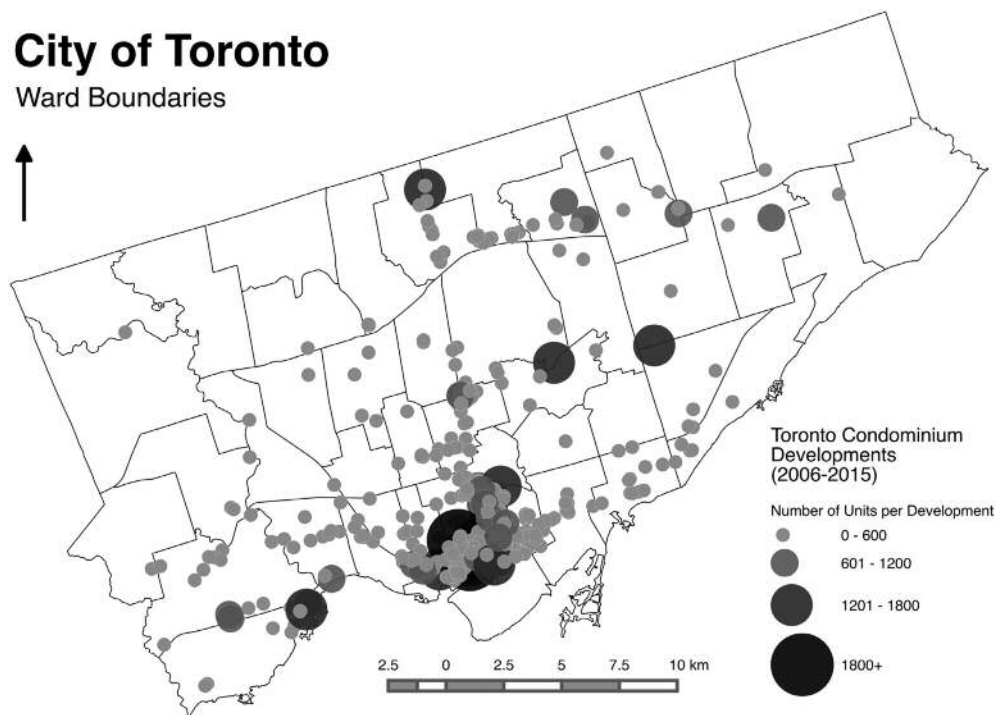 City of Toronto
Ward Boundaries
Toronto Condominium
Developments
(2006-2015)
Number of Units per Development
0 - 600
601 - 1200
1201 - 1800
1800+
2.5 0 2.5 5 7.5 10 km